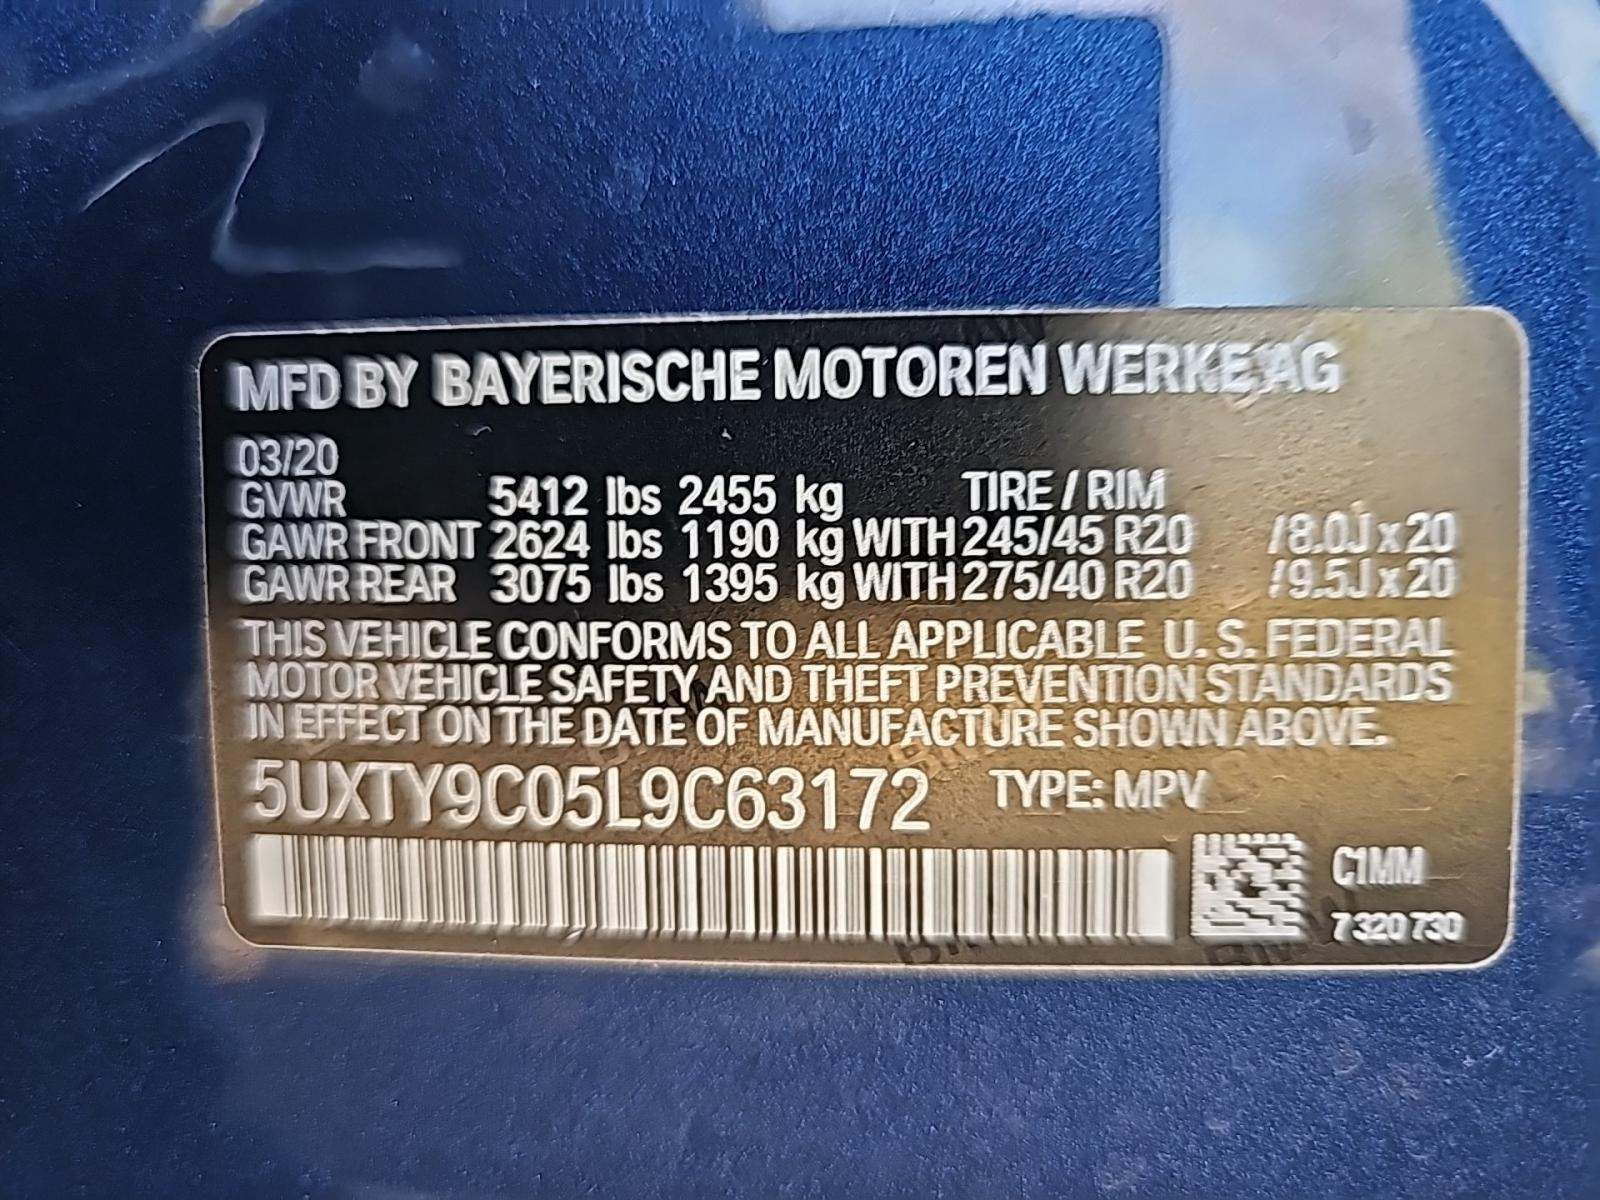 MFD BY BAYERISCHE MOTOREN WERKE AG
03/20
GVWR 5412 lbs 2455 kg TIRE / RIM
GAWR FRONT 2624 lbs 1190 kg WITH 245/45 R20 /8.0J x 20
GAWR REAR 3075 lbs 1395 kg WITH 275/40 R20 /9.5J x 20
THIS VEHICLE CONFORMS TO ALL APPLICABLE U. S. FEDERAL
MOTOR VEHICLE SAFETY AND THEFT PREVENTION STANDARDS
IN EFFECT ON THE DATE OF MANUFACTURE SHOWN ABOVE.
5UXTY9C05L9C63172 TYPE: MPV
C1MM
7 320 730